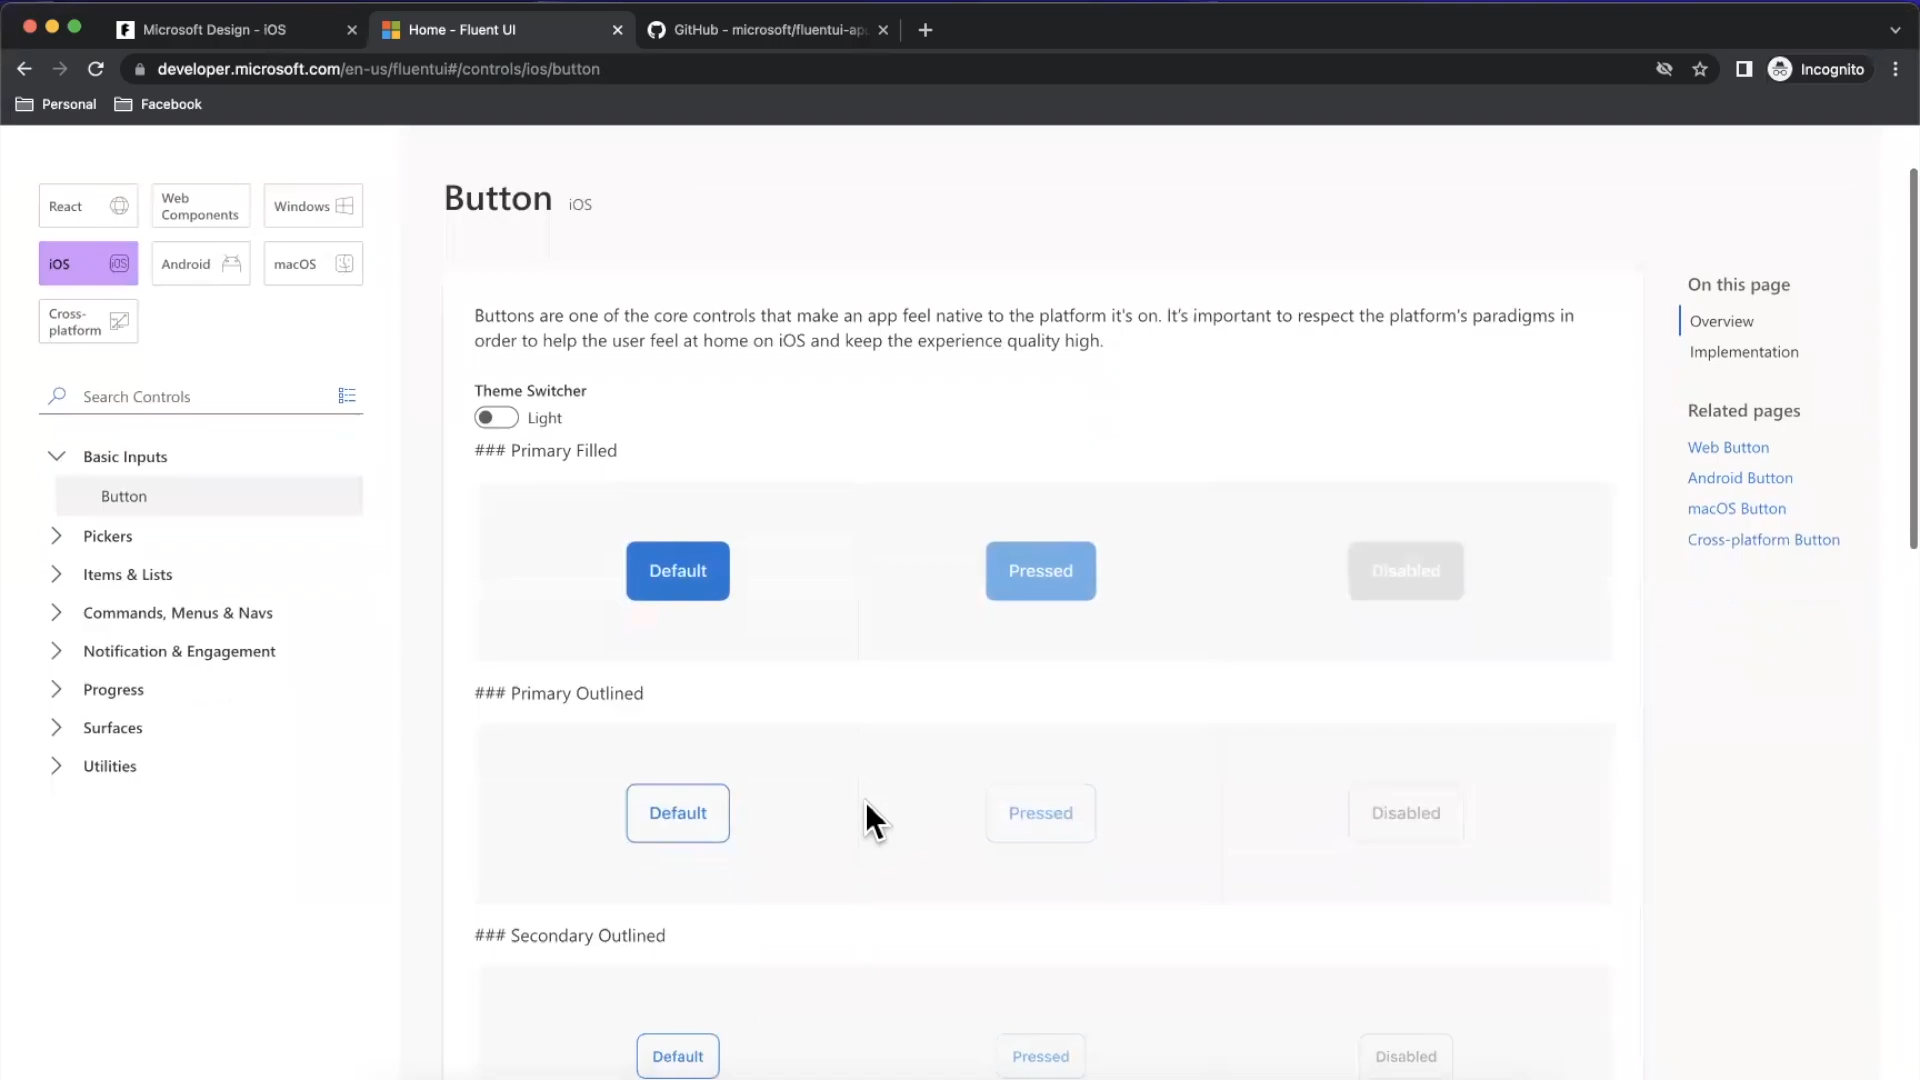 Microsoft Design - iOS
Home - Fluent UI
GitHub - microsoft/fluentui-ap
developer.microsoft.com/en-us/fluentui#/controls/ios/button
Incognito
Personal
Facebook
React
Web
Components
Windows
iOS
iOS
Android
macOS
Cross-
platform
Search Controls
Basic Inputs
Button
Pickers
Items & Lists
Commands, Menus & Navs
Notification & Engagement
Progress
Surfaces
Utilities
Button iOS
Buttons are one of the core controls that make an app feel native to the platform it's on. It's important to respect the platform's paradigms in
order to help the user feel at home on iOS and keep the experience quality high.
Theme Switcher
Light
### Primary Filled
Default
Pressed
Disabled
### Primary Outlined
Default
Pressed
Disabled
### Secondary Outlined
Default
Pressed
Disabled
On this page
Overview
Implementation
Related pages
Web Button
Android Button
macOS Button
Cross-platform Button